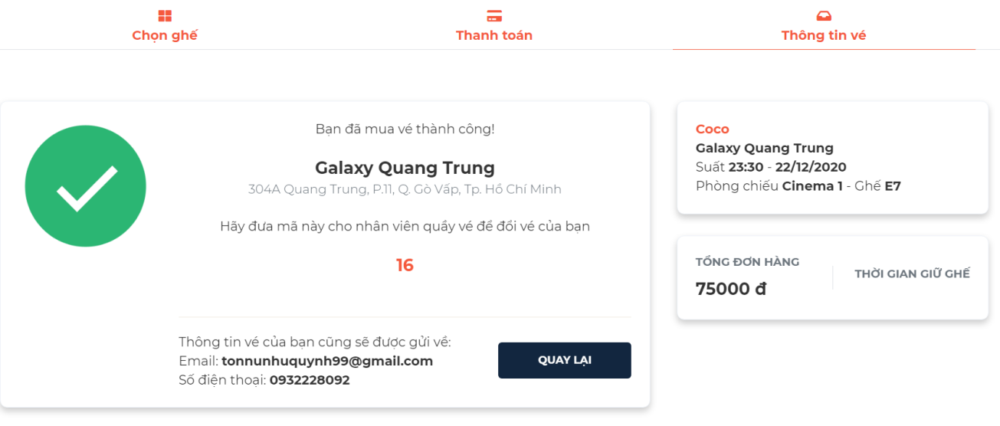 Chọn ghế
Thanh toán
Thông tin vé
Bạn đã mua vé thành công!
Galaxy Quang Trung
304A Quang Trung, P.11, Q. Gò Vấp, Tp. Hồ Chí Minh
Hãy đưa mã này cho nhân viên quầy vé để đổi vé của bạn
16
Thông tin vé của bạn cũng sẽ được gửi về:
Email: tonnunhuquynh99@gmail.com
Số điện thoại: 0932228092
QUAY LẠI
Coco
Galaxy Quang Trung
Suất 23:30 - 22/12/2020
Phòng chiếu Cinema 1 - Ghế E7
TỔNG ĐƠN HÀNG
75000 đ
THỜI GIAN GIỮ GHẾ